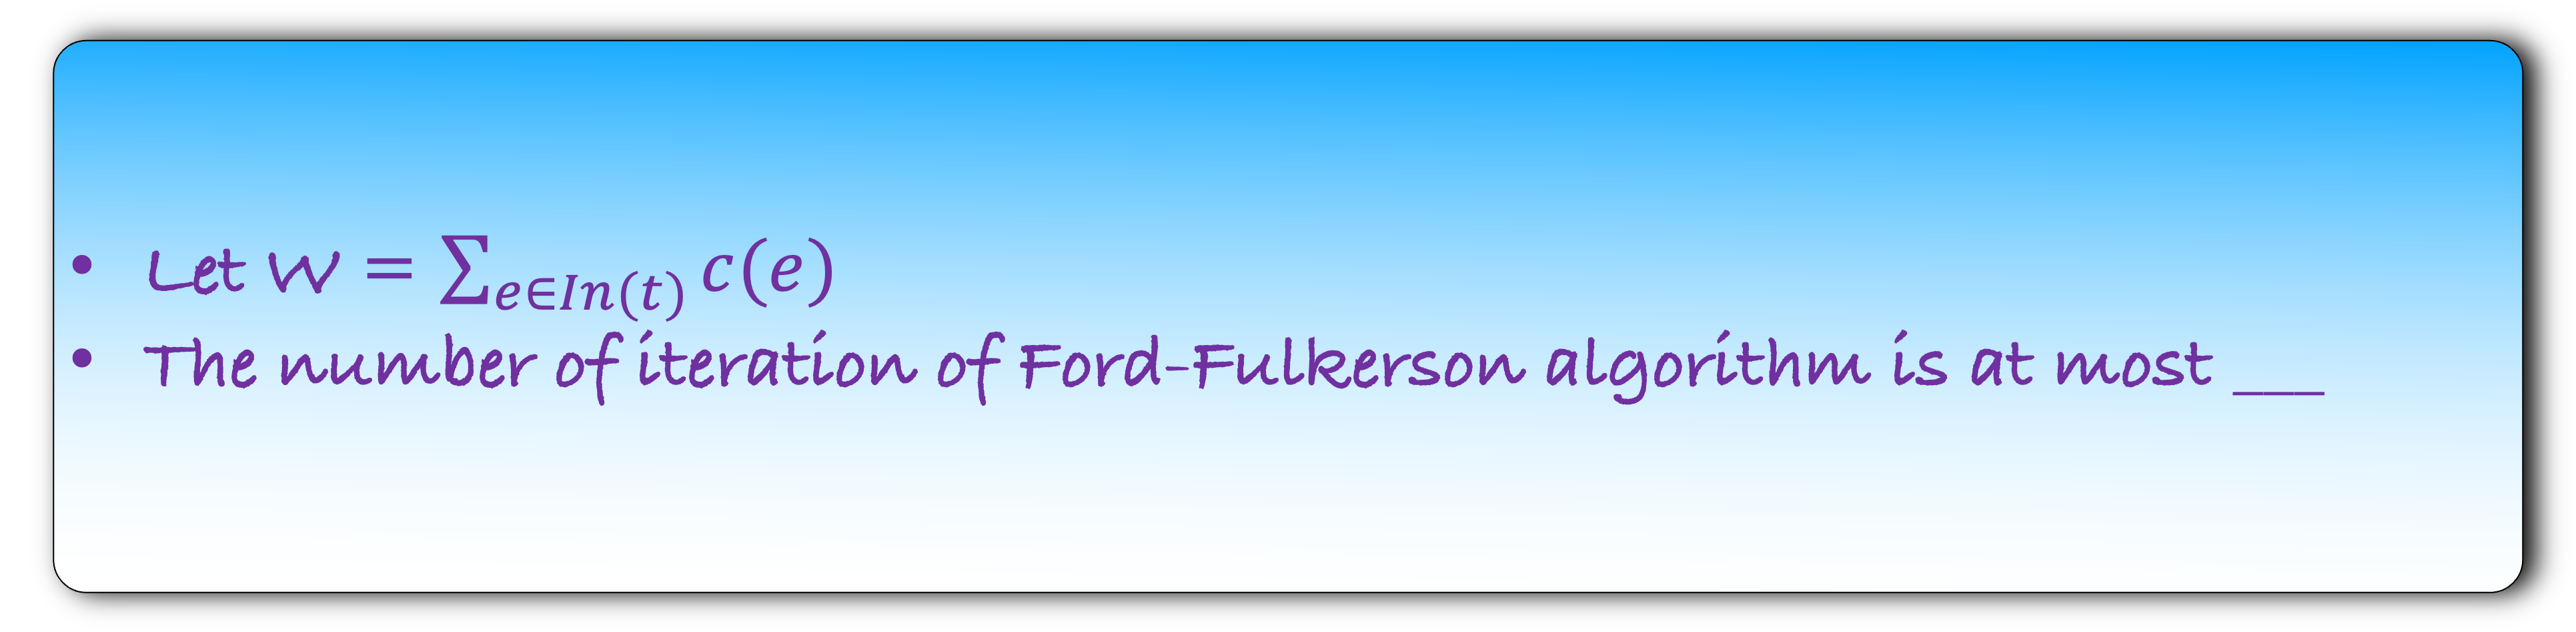 • Let W = ∑_{e∈In(t)} c(e)
• The number of iteration of Ford-Fulkerson algorithm is at most ___